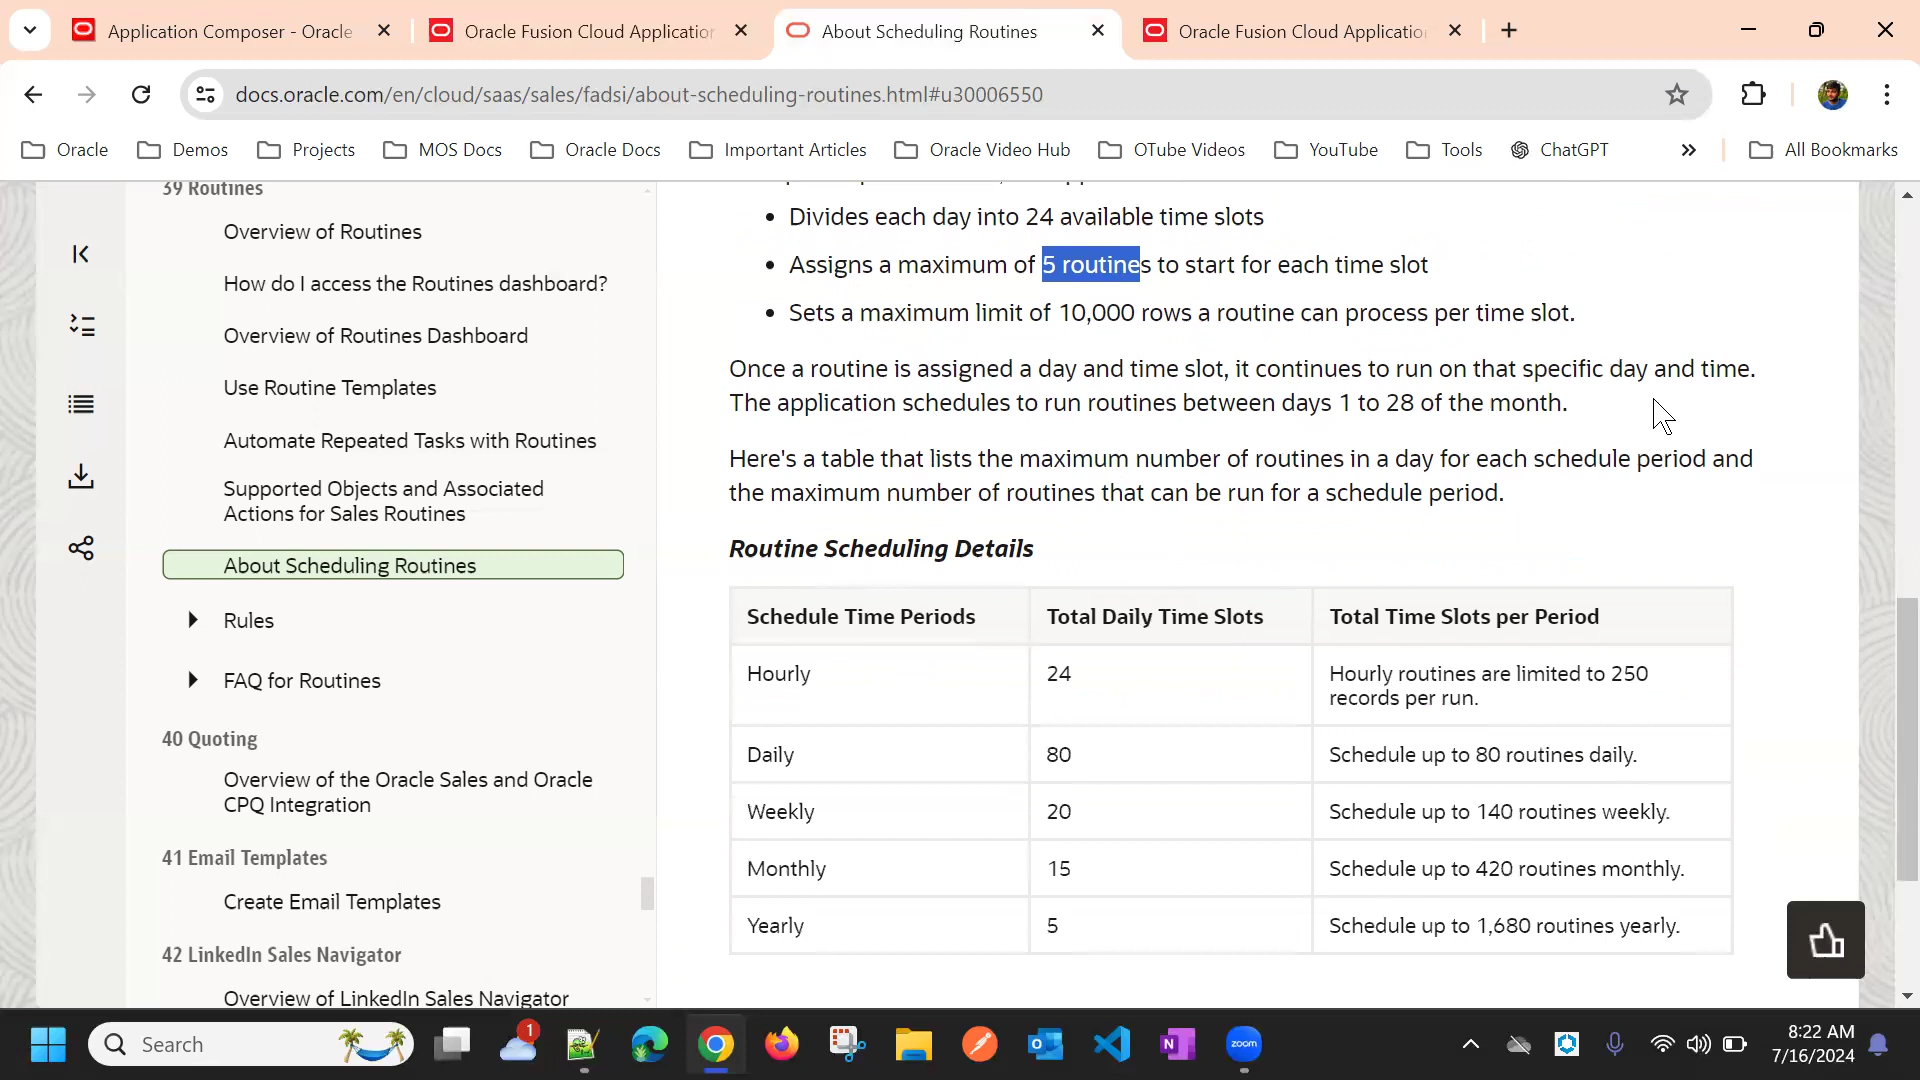 Application Composer - Oracle
Oracle Fusion Cloud Applicatior
About Scheduling Routines
Oracle Fusion Cloud Applicatio
docs.oracle.com/en/cloud/saas/sales/fadsi/about-scheduling-routines.html#u30006550
Oracle
Demos
Projects
MOS Docs
Oracle Docs
Important Articles
Oracle Video Hub
OTube Videos
YouTube
Tools
ChatGPT
All Bookmarks
39 Routines
Overview of Routines
How do I access the Routines dashboard?
Overview of Routines Dashboard
Use Routine Templates
Automate Repeated Tasks with Routines
Supported Objects and Associated
Actions for Sales Routines
About Scheduling Routines
Rules
FAQ for Routines
40 Quoting
Overview of the Oracle Sales and Oracle
CPQ Integration
41 Email Templates
Create Email Templates
42 LinkedIn Sales Navigator
Overview of LinkedIn Sales Navigator
• Divides each day into 24 available time slots
• Assigns a maximum of 5 routines to start for each time slot
• Sets a maximum limit of 10,000 rows a routine can process per time slot.
Once a routine is assigned a day and time slot, it continues to run on that specific day and time.
The application schedules to run routines between days 1 to 28 of the month.
Here's a table that lists the maximum number of routines in a day for each schedule period and
the maximum number of routines that can be run for a schedule period.
Routine Scheduling Details
Schedule Time Periods Total Daily Time Slots Total Time Slots per Period
Hourly 24 Hourly routines are limited to 250
records per run.
Daily 80 Schedule up to 80 routines daily.
Weekly 20 Schedule up to 140 routines weekly.
Monthly 15 Schedule up to 420 routines monthly.
Yearly 5 Schedule up to 1,680 routines yearly.
Search
1
zoom
8:22 AM
7/16/2024